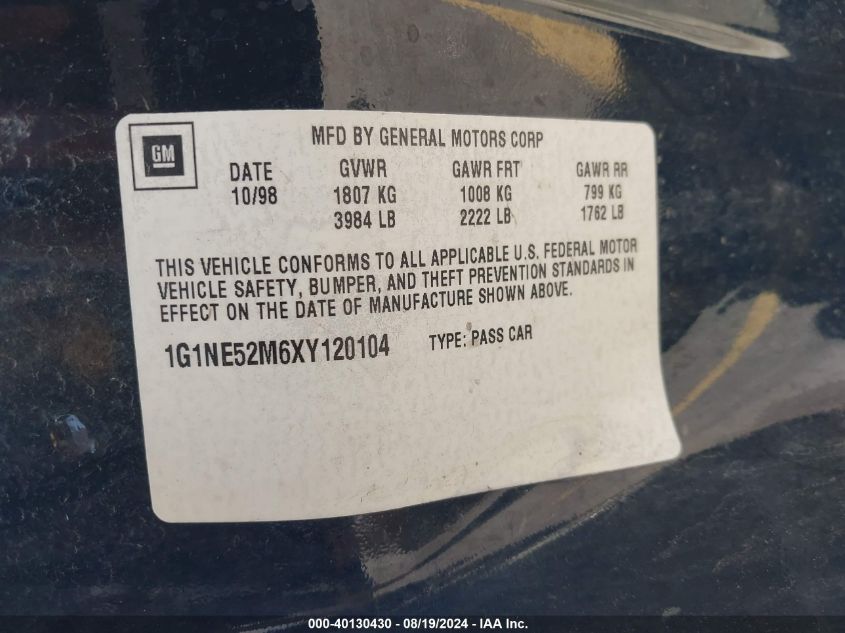 MFD BY GENERAL MOTORS CORP
GM
DATE GVWR GAWR FRT GAWR RR
10/98 1807 KG 1008 KG 799 KG
3984 LB 2222 LB 1762 LB
THIS VEHICLE CONFORMS TO ALL APPLICABLE U.S. FEDERAL MOTOR
VEHICLE SAFETY, BUMPER, AND THEFT PREVENTION STANDARDS IN
EFFECT ON THE DATE OF MANUFACTURE SHOWN ABOVE.
1G1NE52M6XY120104 TYPE: PASS CAR
000-40130430 - 08/19/2024 - IAA Inc.